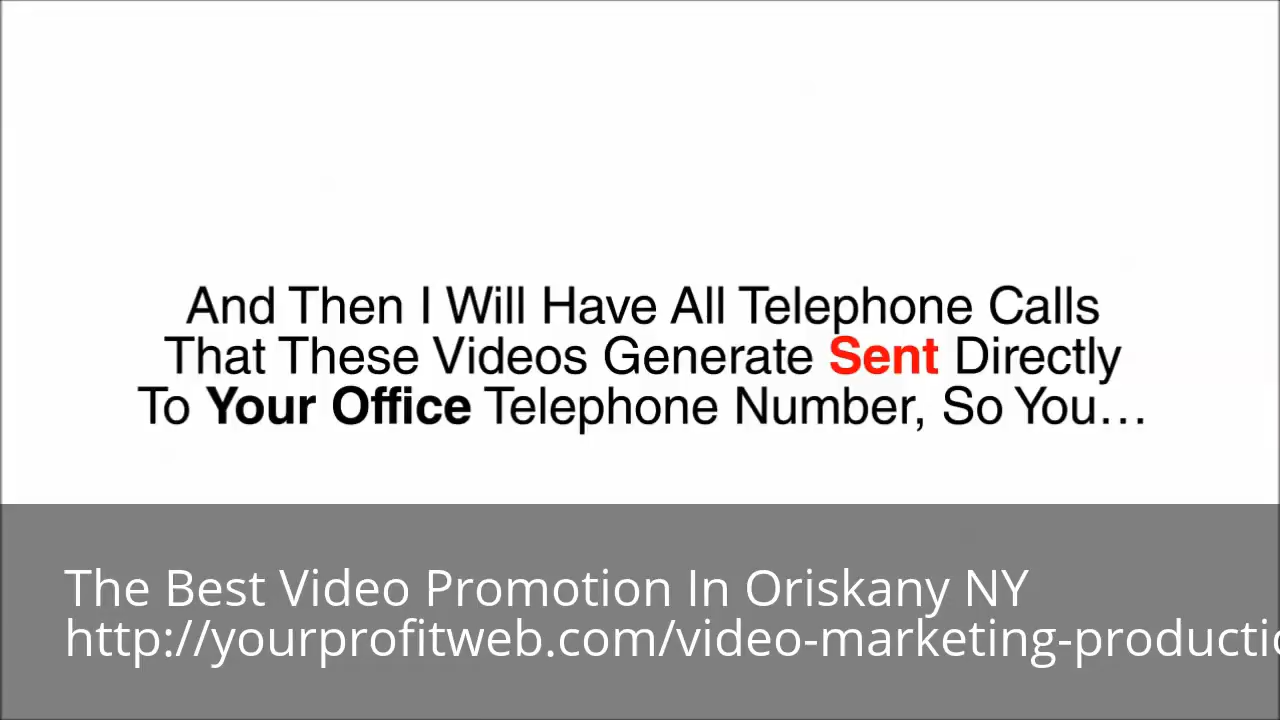 And Then I Will Have All Telephone Calls
That These Videos Generate Sent Directly
To Your Office Telephone Number, So You...
The Best Video Promotion In Oriskany NY
http://yourprofitweb.com/video-marketing-productio